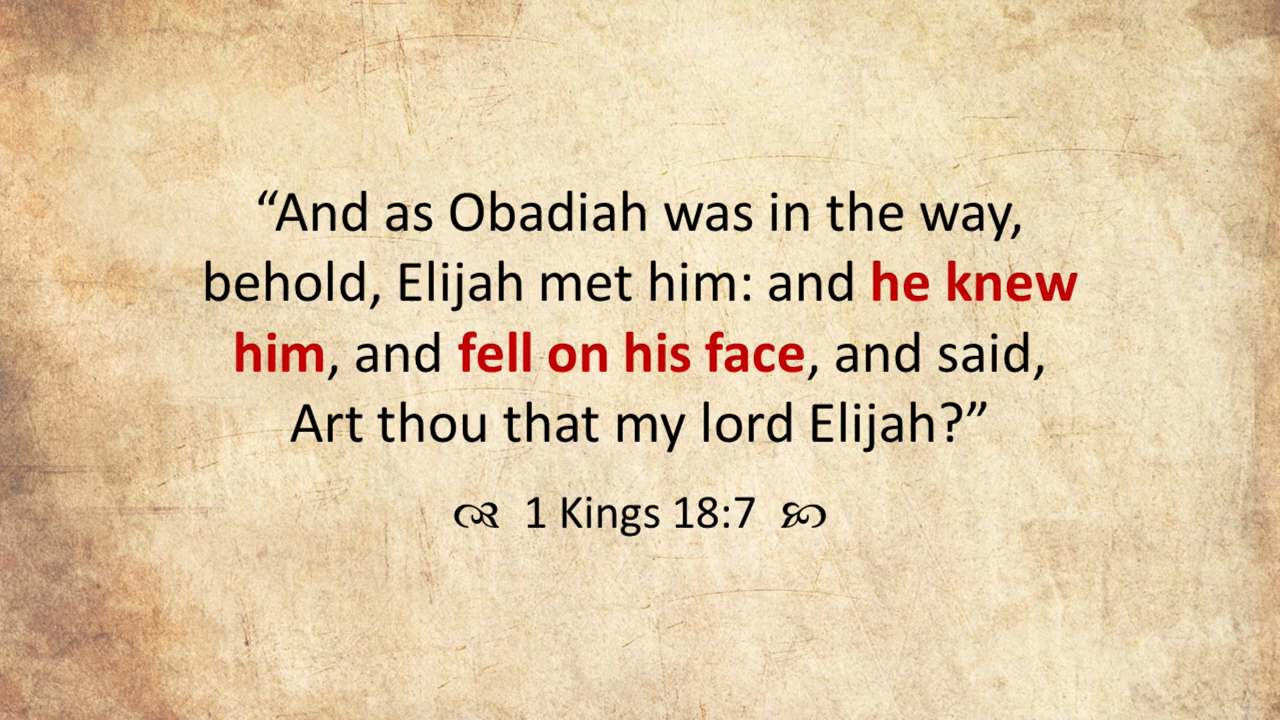 “And as Obadiah was in the way,
behold, Elijah met him: and he knew
him, and fell on his face, and said,
Art thou that my lord Elijah?”
1 Kings 18:7